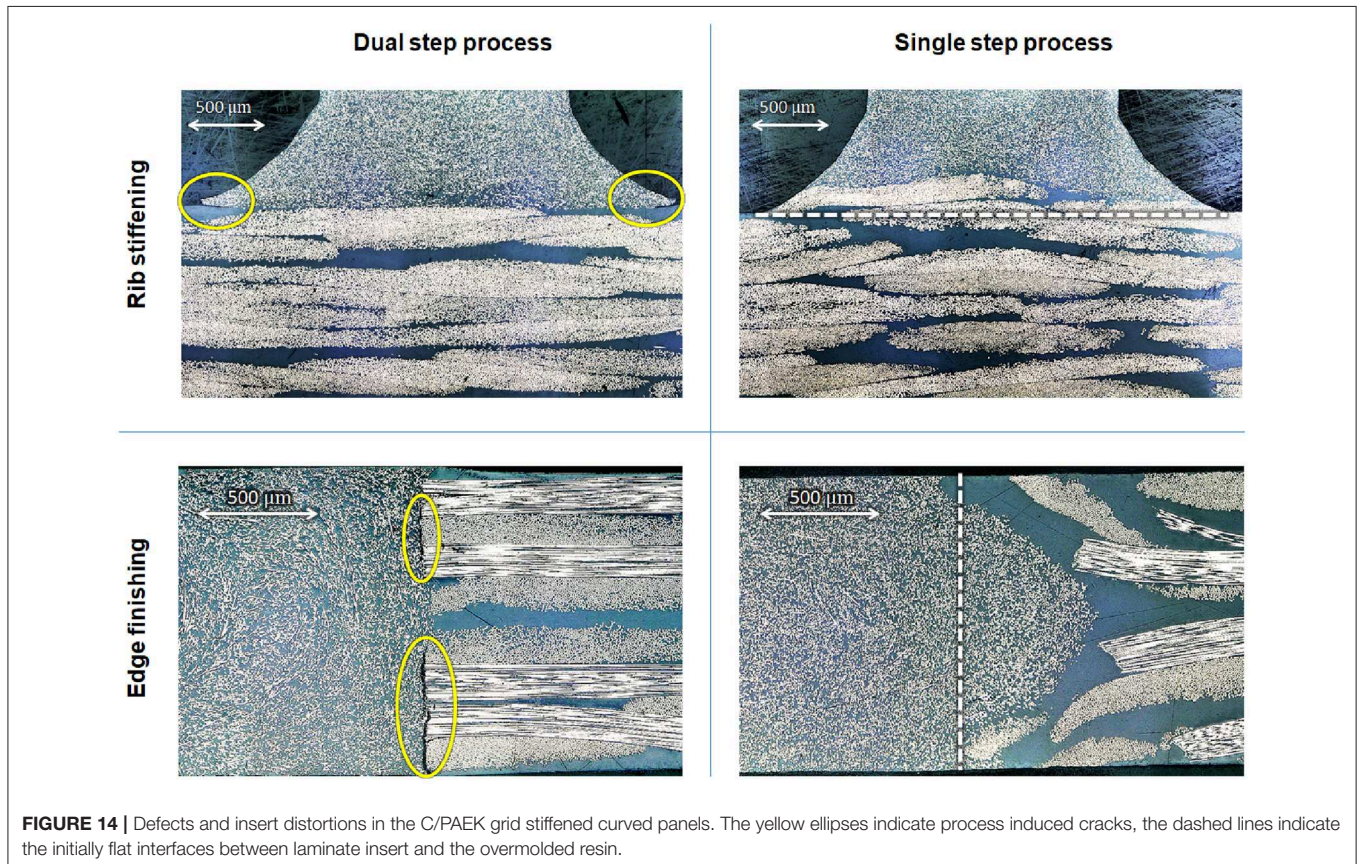 Dual step process
Single step process
Rib stiffening
500 µm
500 µm
Edge finishing
500 µm
500 µm
FIGURE 14 | Defects and insert distortions in the C/PAEK grid stiffened curved panels. The yellow ellipses indicate process induced cracks, the dashed lines indicate
the initially flat interfaces between laminate insert and the overmolded resin.